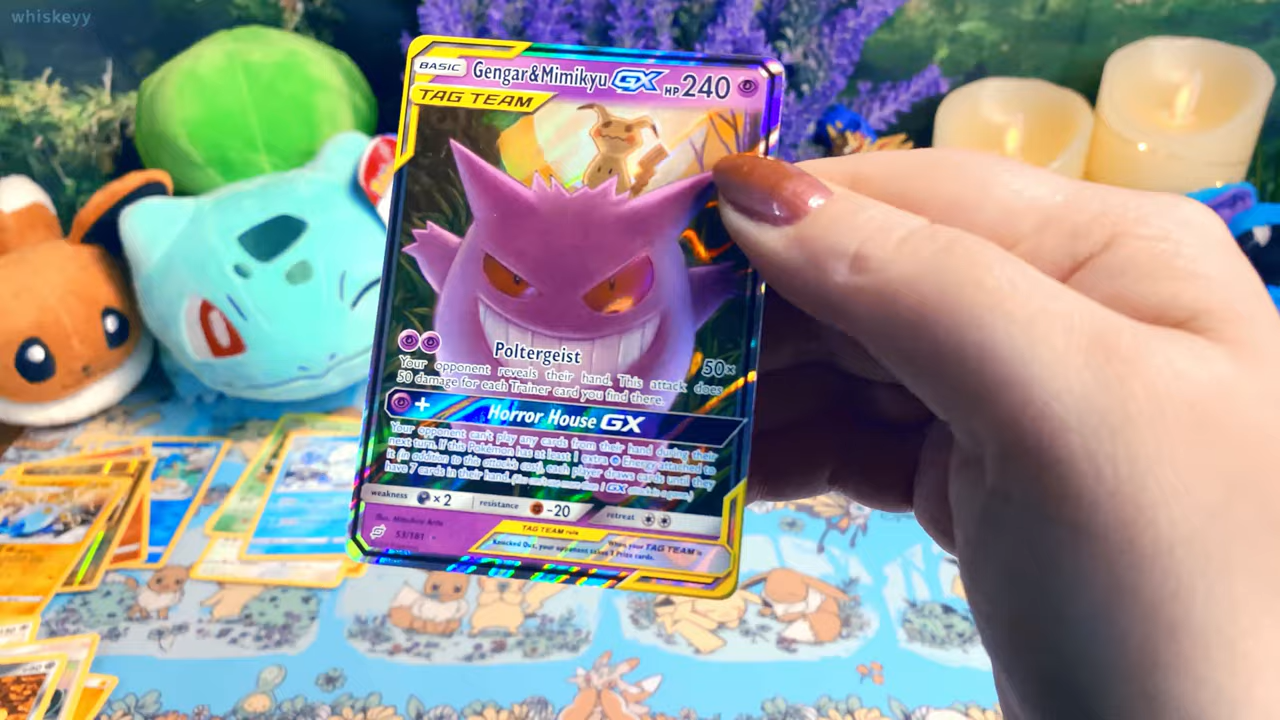 whiskeyy
BASIC Gengar&Mimikyu GX HP 240
TAG TEAM
Poltergeist 50×
Your opponent reveals their hand. This attack does
50 damage for each Trainer card you find there.
+ Horror House GX
Your opponent can't play any cards from their hand during their
next turn. If this Pokémon has at least 1 extra Energy attached to
it (in addition to this attack's cost), each player draws cards until they
have 7 cards in their hand. (You can't use more than 1 GX attack in a game.)
weakness ×2 resistance -20 retreat
Illus. Mitsuhiro Arita
53/181
TAG TEAM rule
When your TAG TEAM is
Knocked Out, your opponent takes 3 Prize cards.